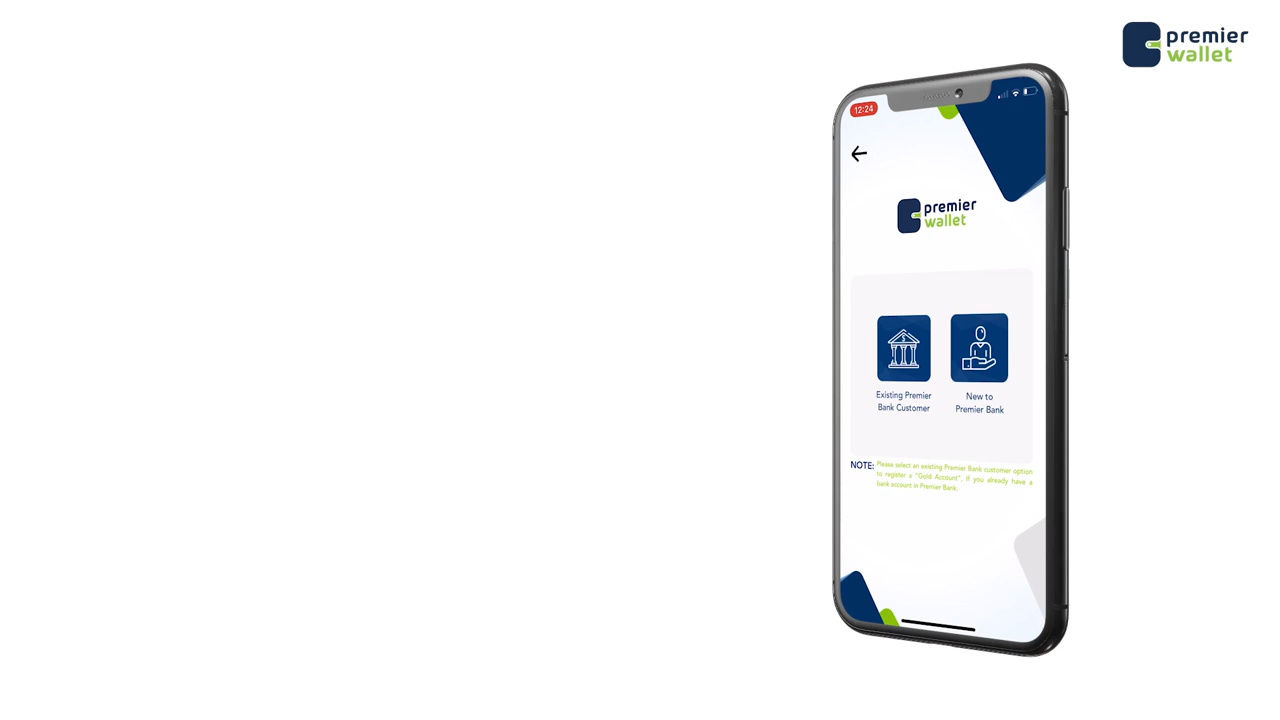 premier
wallet
12:24
premier
wallet
Existing Premier
Bank Customer
New to
Premier Bank
NOTE: Please select an existing Premier Bank customer option
to register a "Gold Account", If you already have a
bank account in Premier Bank.